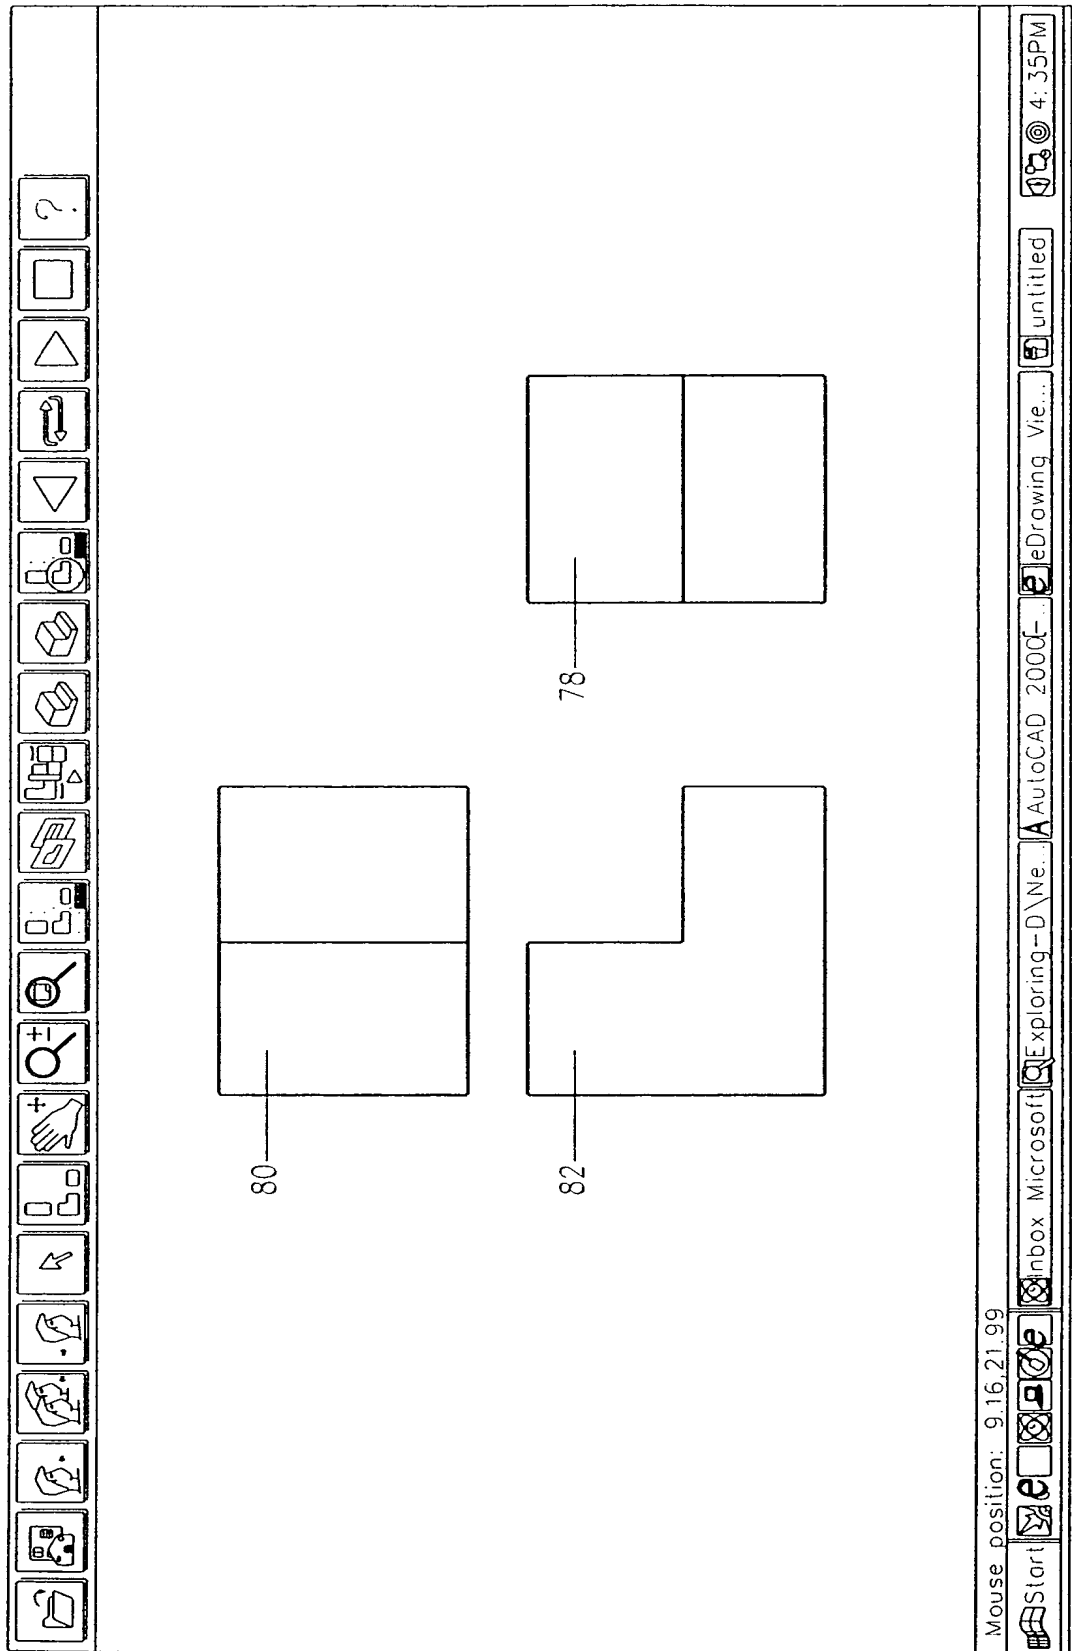 ?
80
82
78
Mouse position: 9.16,21.99
Start
Inbox Microsoft
Exploring-D\Ne...
AutoCAD 2000[-..
eDrawing Vie...
untitled
4:35PM